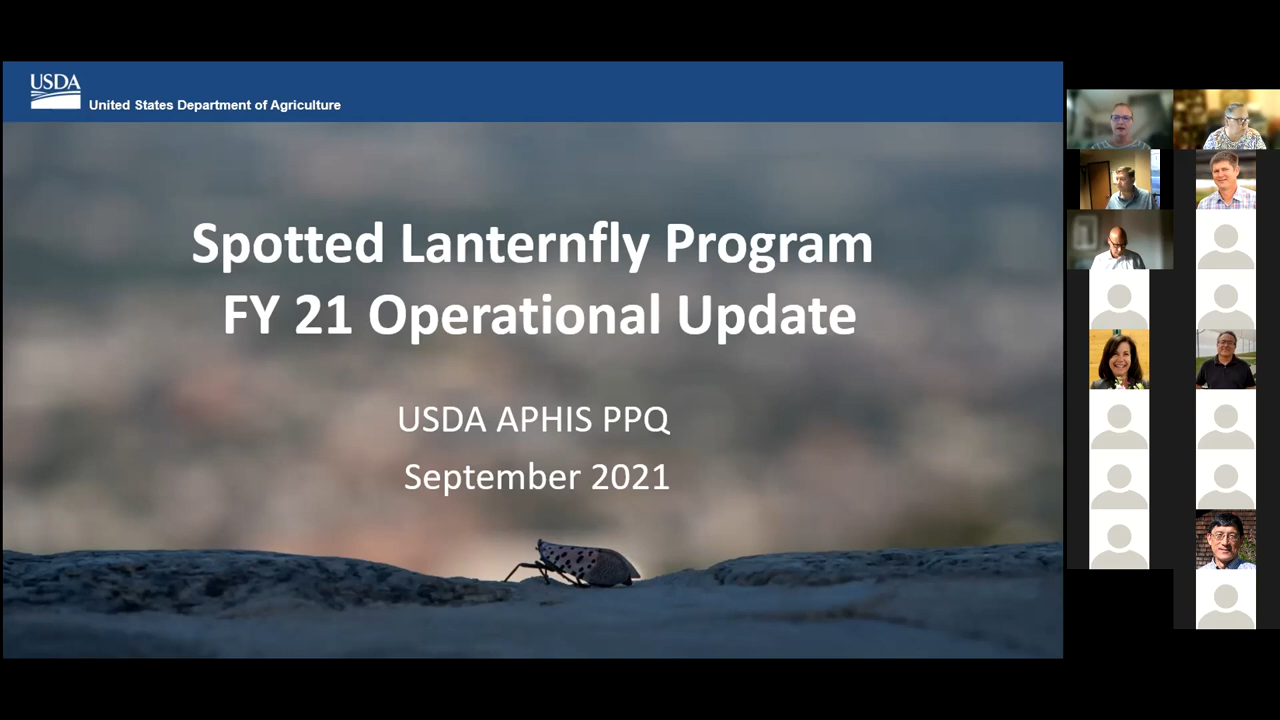 USDA
United States Department of Agriculture
Spotted Lanternfly Program
FY 21 Operational Update
USDA APHIS PPQ
September 2021